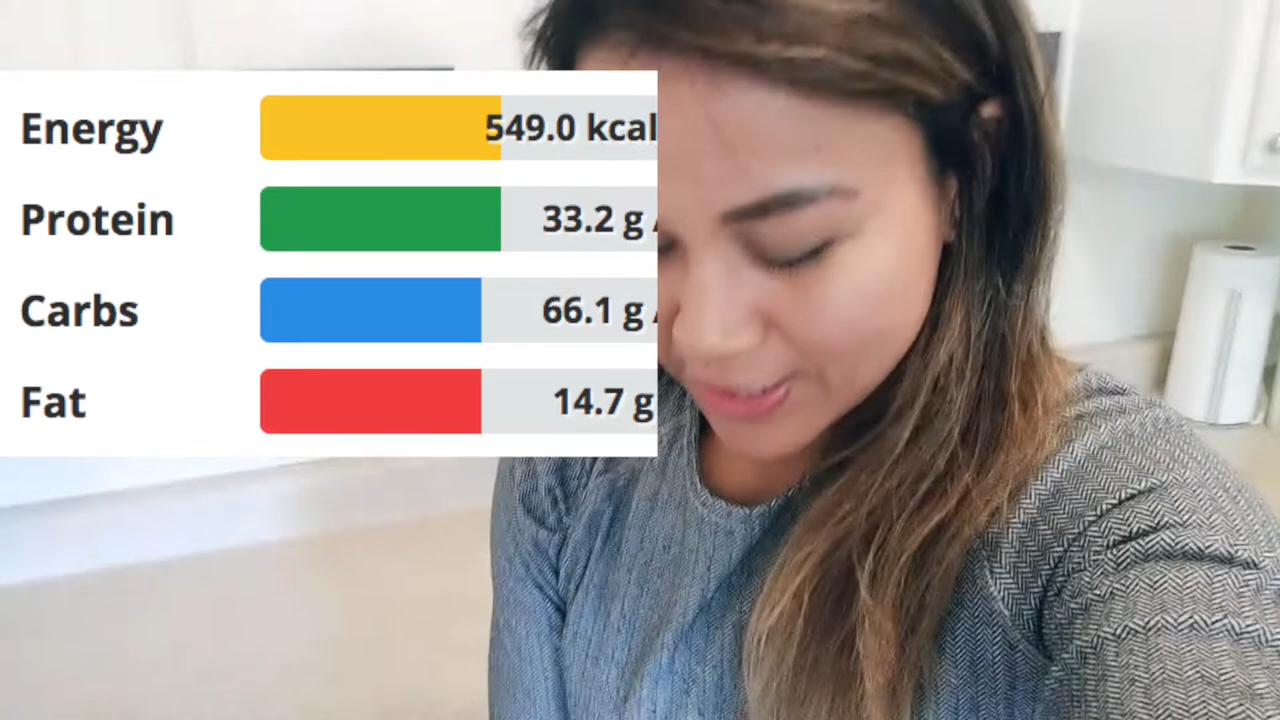 Energy 549.0 kcal
Protein 33.2 g
Carbs 66.1 g
Fat 14.7 g